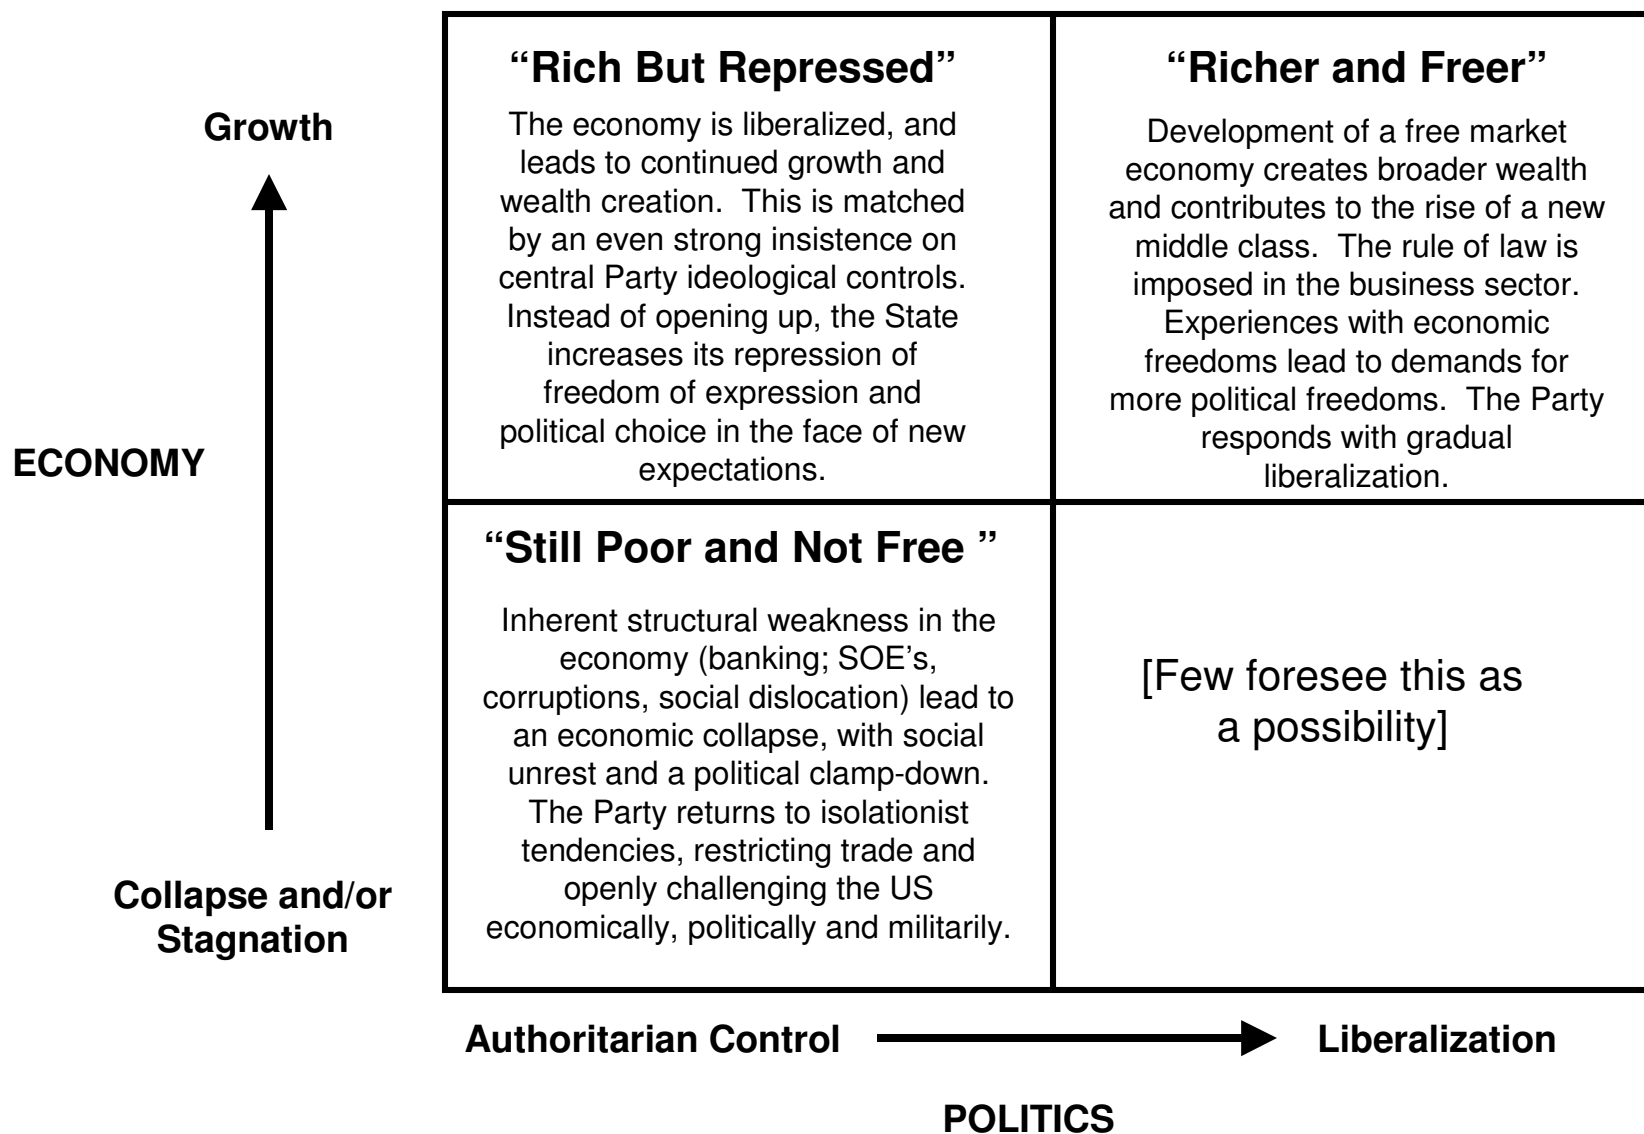 “Rich But Repressed”
The economy is liberalized, and
leads to continued growth and
wealth creation.  This is matched
by an even strong insistence on
central Party ideological controls.
Instead of opening up, the State
increases its repression of
freedom of expression and
political choice in the face of new
expectations.
“Richer and Freer”
Development of a free market
economy creates broader wealth
and contributes to the rise of a new
middle class.  The rule of law is
imposed in the business sector.
Experiences with economic
freedoms lead to demands for
more political freedoms.  The Party
responds with gradual
liberalization.
Growth
ECONOMY
Collapse and/or
Stagnation
“Still Poor and Not Free ”
Inherent structural weakness in the
economy (banking; SOE’s,
corruptions, social dislocation) lead to
an economic collapse, with social
unrest and a political clamp-down.
The Party returns to isolationist
tendencies, restricting trade and
openly challenging the US
economically, politically and militarily.
[Few foresee this as
a possibility]
Authoritarian Control
Liberalization
POLITICS